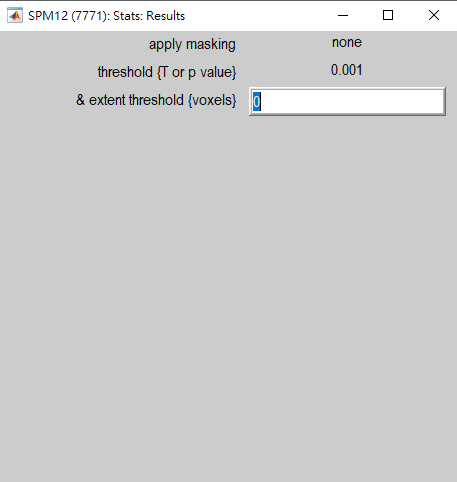 SPM12 (7771): Stats: Results
apply masking none
threshold {T or p value} 0.001
& extent threshold {voxels} 0